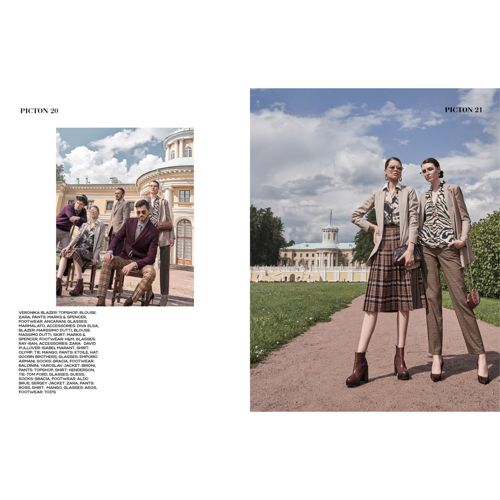 PICTON 20
PICTON 21
VERONIKA BLAZER: TOPSHOP, BLOUSE:
ZARA, PANTS: MARKS & SPENCER,
FOOTWEAR: ANCARANI, GLASSES:
MARMALATO, ACCESSORIES: DIVA ELSA,
BLAZER: MASSIMO DUTTI, BLOUSE:
MASSIMO DUTTI, SKIRT: MARKS &
SPENCER, FOOTWEAR: H&M, GLASSES:
RAY-BAN, ACCESSORIES: ZARA DAVID
PULLOVER: ISABEL MARANT, SHIRT:
OLYMP, TIE: MANGO, PANTS: ETOILE, HAT:
GOORIN BROTHERS, GLASSES: EMPORIO
ARMANI, SOCKS: GRACIA, FOOTWEAR:
BALDININI, YAROSLAV JACKET: BRIONI,
PANTS: TOPSHOP, SHIRT: HENDERSON,
TIE: TOM FORD, GLASSES: GUESS,
SOCKS: GRACIA, FOOTWEAR: ALDO
BRUE, SERGEY JACKET: ZARA, PANTS:
BOSS, SHIRT: MANGO, GLASSES: ASOS,
FOOTWEAR: TOD'S